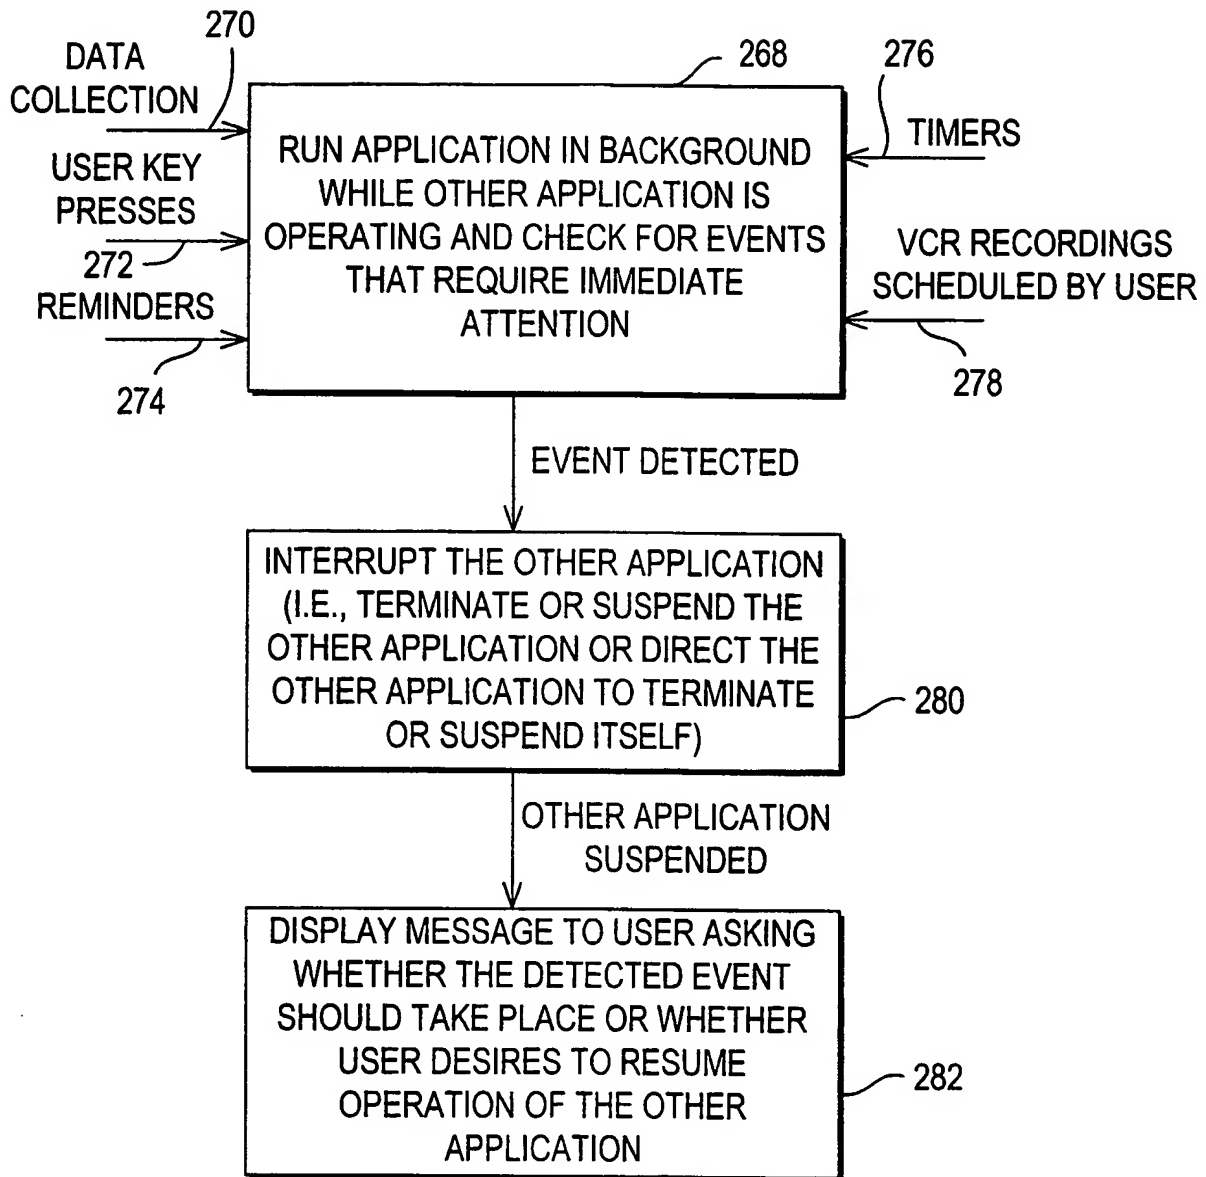 270
DATA
COLLECTION
268
276
TIMERS
RUN APPLICATION IN BACKGROUND
WHILE OTHER APPLICATION IS
OPERATING AND CHECK FOR EVENTS
THAT REQUIRE IMMEDIATE
ATTENTION
USER KEY
PRESSES
272
REMINDERS
274
VCR RECORDINGS
SCHEDULED BY USER
278
EVENT DETECTED
INTERRUPT THE OTHER APPLICATION
(I.E., TERMINATE OR SUSPEND THE
OTHER APPLICATION OR DIRECT THE
OTHER APPLICATION TO TERMINATE
OR SUSPEND ITSELF)
280
OTHER APPLICATION
SUSPENDED
DISPLAY MESSAGE TO USER ASKING
WHETHER THE DETECTED EVENT
SHOULD TAKE PLACE OR WHETHER
USER DESIRES TO RESUME
OPERATION OF THE OTHER
APPLICATION
282